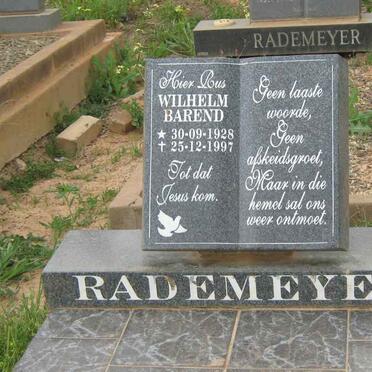 RADEMEYER
Hier Rus
WILHELM
BAREND
★ 30-09-1928
✝ 25-12-1997
Tot dat
Jesus kom.
Geen laaste
woorde,
Geen
afskeidsgroet,
Maar in die
hemel sal ons
weer ontmoet.
RADEMEYE